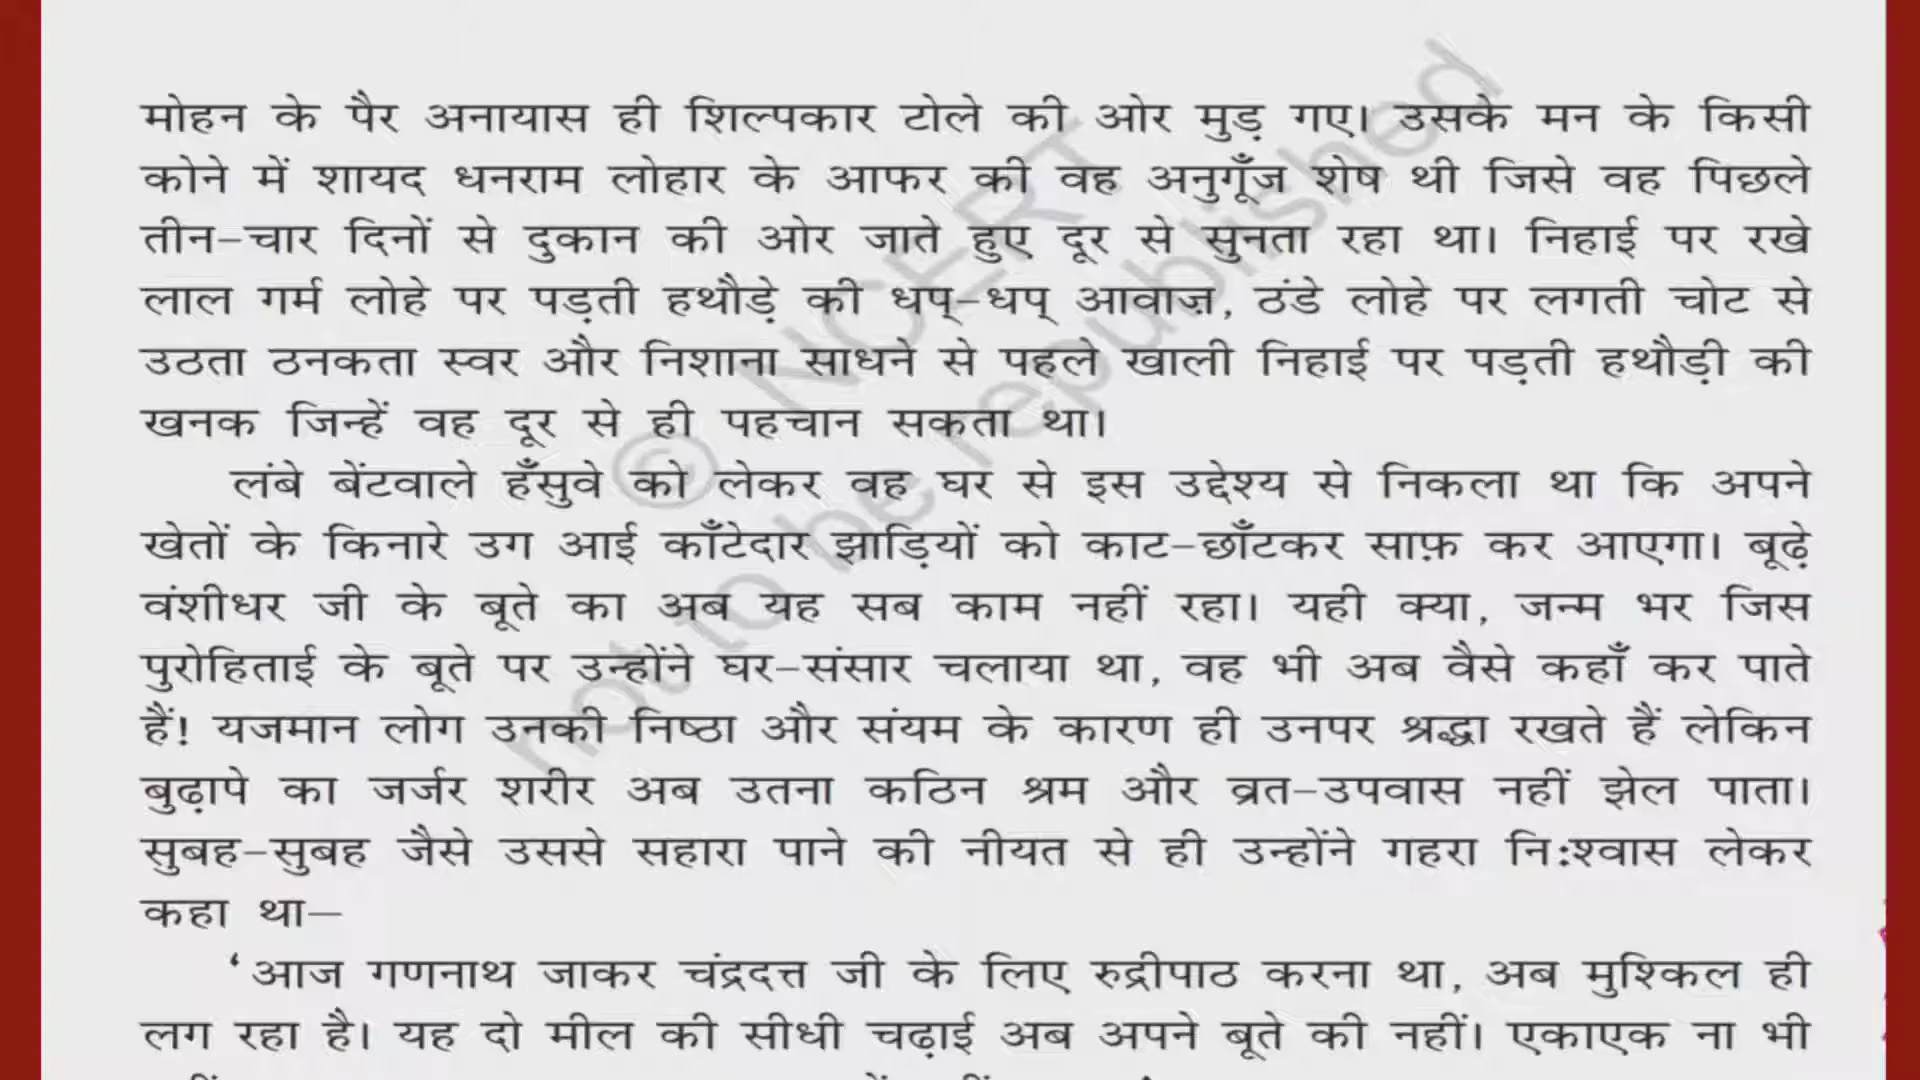 मोहन के पैर अनायास ही शिल्पकार टोले की ओर मुड़ गए। उसके मन के किसी
कोने में शायद धनराम लोहार के आफर की वह अनुगूँज शेष थी जिसे वह पिछले
तीन-चार दिनों से दुकान की ओर जाते हुए दूर से सुनता रहा था। निहाई पर रखे
लाल गर्म लोहे पर पड़ती हथौड़े की धप्-धप् आवाज़, ठंडे लोहे पर लगती चोट से
उठता ठनकता स्वर और निशाना साधने से पहले खाली निहाई पर पड़ती हथौड़ी की
खनक जिन्हें वह दूर से ही पहचान सकता था।
लंबे बेंटवाले हँसुवे को लेकर वह घर से इस उद्देश्य से निकला था कि अपने
खेतों के किनारे उग आई काँटेदार झाड़ियों को काट-छाँटकर साफ़ कर आएगा। बूढ़े
वंशीधर जी के बूते का अब यह सब काम नहीं रहा। यही क्या, जन्म भर जिस
पुरोहिताई के बूते पर उन्होंने घर-संसार चलाया था, वह भी अब वैसे कहाँ कर पाते
हैं! यजमान लोग उनकी निष्ठा और संयम के कारण ही उनपर श्रद्धा रखते हैं लेकिन
बुढ़ापे का जर्जर शरीर अब उतना कठिन श्रम और व्रत-उपवास नहीं झेल पाता।
सुबह-सुबह जैसे उससे सहारा पाने की नीयत से ही उन्होंने गहरा नि:श्वास लेकर
कहा था—
‘आज गणनाथ जाकर चंद्रदत्त जी के लिए रुद्रीपाठ करना था, अब मुश्किल ही
लग रहा है। यह दो मील की सीधी चढ़ाई अब अपने बूते की नहीं। एकाएक ना भी
© NCERT
not to be republished